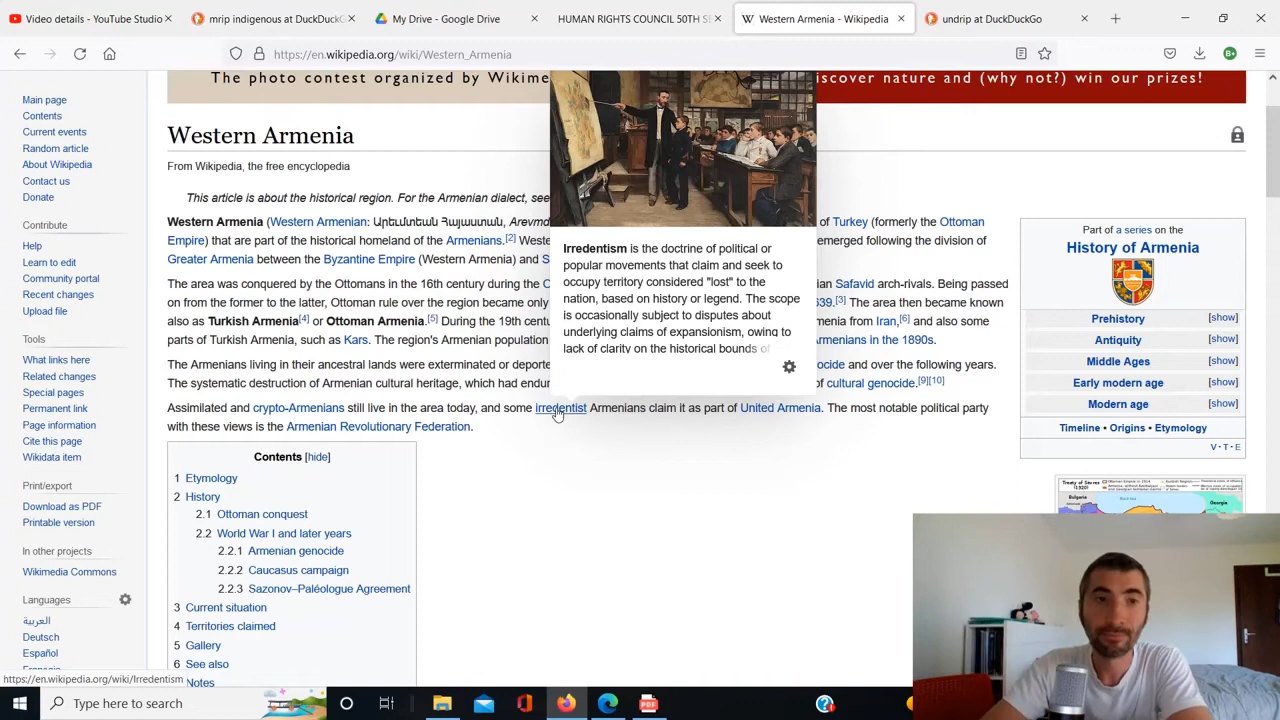 Video details - YouTube Studio
mrip indigenous at DuckDuckGo
My Drive - Google Drive
HUMAN RIGHTS COUNCIL 50TH SE
Western Armenia - Wikipedia
undrip at DuckDuckGo
https://en.wikipedia.org/wiki/Western_Armenia
The photo contest organized by Wikime
iscover nature and (why not?) win our prizes!
Main page
Contents
Current events
Random article
About Wikipedia
Contact us
Donate
Contribute
Help
Learn to edit
Community portal
Recent changes
Upload file
Tools
What links here
Related changes
Special pages
Permanent link
Page information
Cite this page
Wikidata item
Print/export
Download as PDF
Printable version
In other projects
Wikimedia Commons
Languages
العربية
Deutsch
Español
Français
Western Armenia
From Wikipedia, the free encyclopedia
This article is about the historical region. For the Armenian dialect, see
Western Armenia (Western Armenian: Արեւմտեան Հայաստան, Arevmd
of Turkey (formerly the Ottoman
Empire) that are part of the historical homeland of the Armenians.[2] Weste
emerged following the division of
Greater Armenia between the Byzantine Empire (Western Armenia) and S
The area was conquered by the Ottomans in the 16th century during the O
ian Safavid arch-rivals. Being passed
on from the former to the latter, Ottoman rule over the region became only
639.[3] The area then became known
also as Turkish Armenia[4] or Ottoman Armenia.[5] During the 19th centu
menia from Iran,[6] and also some
parts of Turkish Armenia, such as Kars. The region's Armenian population
Armenians in the 1890s.
The Armenians living in their ancestral lands were exterminated or deporte
ocide and over the following years.
The systematic destruction of Armenian cultural heritage, which had endur
of cultural genocide.[9][10]
Assimilated and crypto-Armenians still live in the area today, and some irredentist Armenians claim it as part of United Armenia. The most notable political party
with these views is the Armenian Revolutionary Federation.
Irredentism is the doctrine of political or
popular movements that claim and seek to
occupy territory considered "lost" to the
nation, based on history or legend. The scope
is occasionally subject to disputes about
underlying claims of expansionism, owing to
lack of clarity on the historical bounds of
Contents [hide]
1 Etymology
2 History
2.1 Ottoman conquest
2.2 World War I and later years
2.2.1 Armenian genocide
2.2.2 Caucasus campaign
2.2.3 Sazonov–Paléologue Agreement
3 Current situation
4 Territories claimed
5 Gallery
6 See also
Notes
Part of a series on the
History of Armenia
Prehistory [show]
Antiquity [show]
Middle Ages [show]
Early modern age [show]
Modern age [show]
Timeline • Origins • Etymology
V · T · E
Treaty of Sèvres
(1920)
Bulgaria
Georgia
https://en.wikipedia.org/wiki/Irredentism
Type here to search